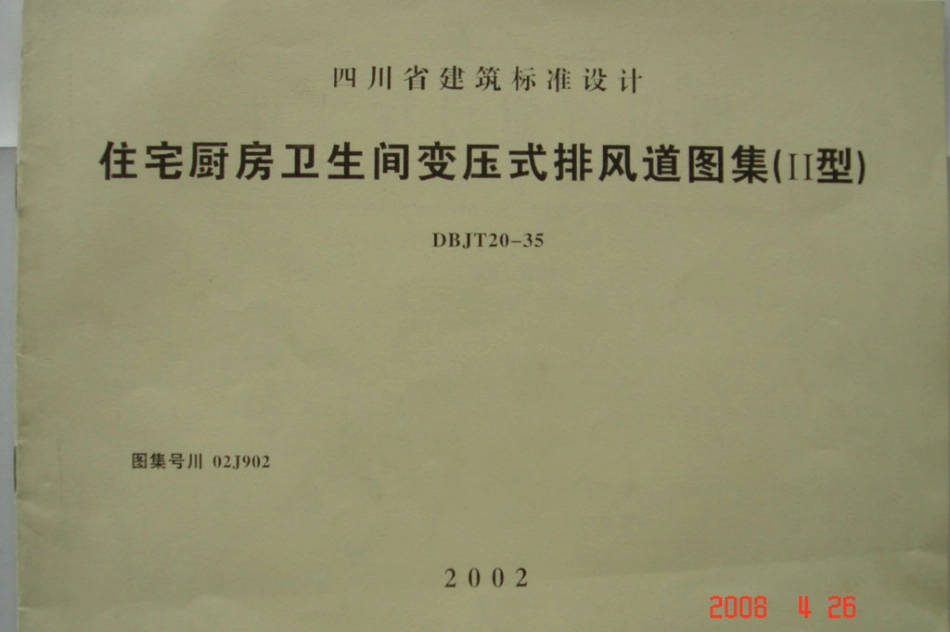 四川省建筑标准设计
住宅厨房卫生间变压式排风道图集(II型)
DBJT20-35
图集号川 02J902
2002
2008 4 26